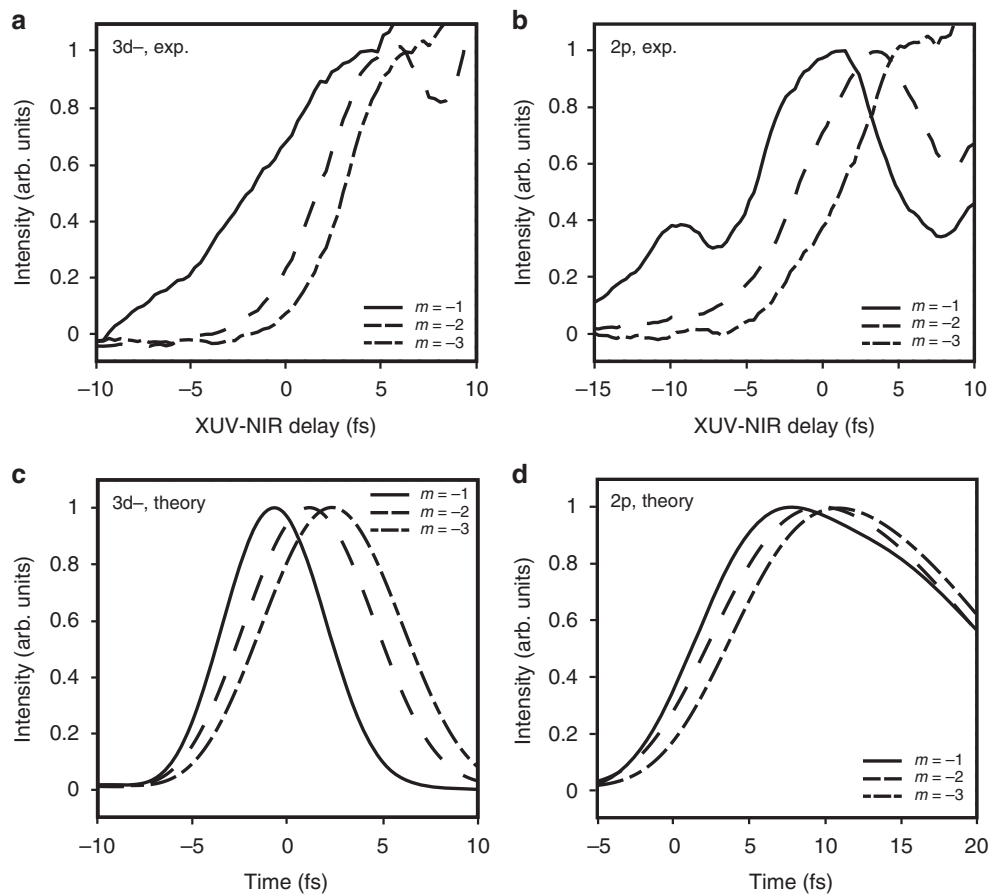 a
3d–, exp.
Intensity (arb. units)
1
0.8
0.6
0.4
0.2
0
–10
–5
0
5
10
XUV-NIR delay (fs)
m = –1
m = –2
m = –3
b
2p, exp.
Intensity (arb. units)
1
0.8
0.6
0.4
0.2
0
–15
–10
–5
0
5
10
XUV-NIR delay (fs)
m = –1
m = –2
m = –3
c
3d–, theory
Intensity (arb. units)
1
0.8
0.6
0.4
0.2
0
–10
–5
0
5
10
Time (fs)
m = –1
m = –2
m = –3
d
2p, theory
Intensity (arb. units)
1
0.8
0.6
0.4
0.2
0
–5
0
5
10
15
20
Time (fs)
m = –1
m = –2
m = –3